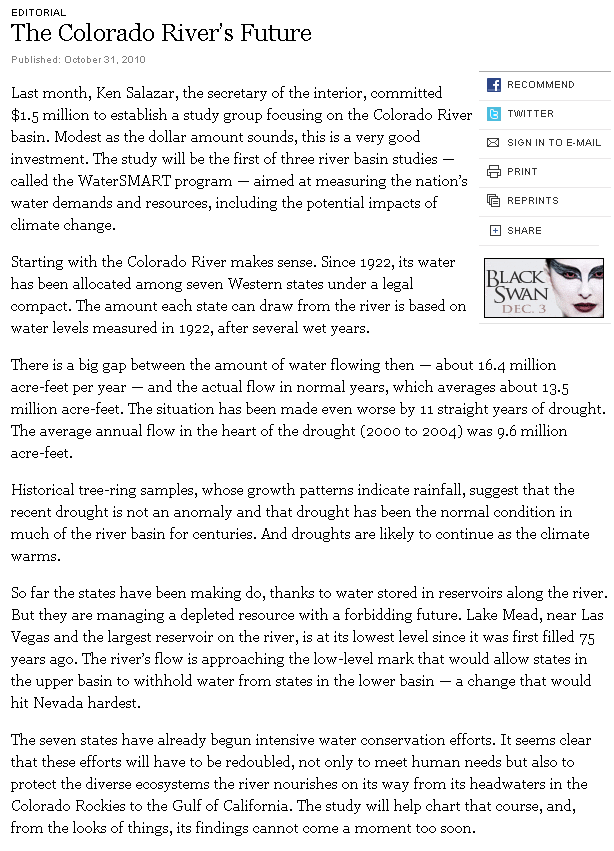 EDITORIAL
The Colorado River's Future
Published: October 31, 2010
Last month, Ken Salazar, the secretary of the interior, committed
$1.5 million to establish a study group focusing on the Colorado River
basin. Modest as the dollar amount sounds, this is a very good
investment. The study will be the first of three river basin studies —
called the WaterSMART program — aimed at measuring the nation's
water demands and resources, including the potential impacts of
climate change.
Starting with the Colorado River makes sense. Since 1922, its water
has been allocated among seven Western states under a legal
compact. The amount each state can draw from the river is based on
water levels measured in 1922, after several wet years.
There is a big gap between the amount of water flowing then — about 16.4 million
acre-feet per year — and the actual flow in normal years, which averages about 13.5
million acre-feet. The situation has been made even worse by 11 straight years of drought.
The average annual flow in the heart of the drought (2000 to 2004) was 9.6 million
acre-feet.
Historical tree-ring samples, whose growth patterns indicate rainfall, suggest that the
recent drought is not an anomaly and that drought has been the normal condition in
much of the river basin for centuries. And droughts are likely to continue as the climate
warms.
So far the states have been making do, thanks to water stored in reservoirs along the river.
But they are managing a depleted resource with a forbidding future. Lake Mead, near Las
Vegas and the largest reservoir on the river, is at its lowest level since it was first filled 75
years ago. The river's flow is approaching the low-level mark that would allow states in
the upper basin to withhold water from states in the lower basin — a change that would
hit Nevada hardest.
The seven states have already begun intensive water conservation efforts. It seems clear
that these efforts will have to be redoubled, not only to meet human needs but also to
protect the diverse ecosystems the river nourishes on its way from its headwaters in the
Colorado Rockies to the Gulf of California. The study will help chart that course, and,
from the looks of things, its findings cannot come a moment too soon.
RECOMMEND
TWITTER
SIGN IN TO E-MAIL
PRINT
REPRINTS
SHARE
BLACK
SWAN
DEC. 3